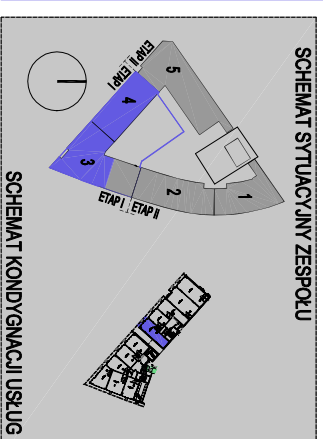 SCHEMAT SYTUACYJNY ZESPOŁU
ETAP II
ETAP I
5
4
3
2
1
ETAP I
ETAP II
SCHEMAT KONDYGNACJI USŁUG